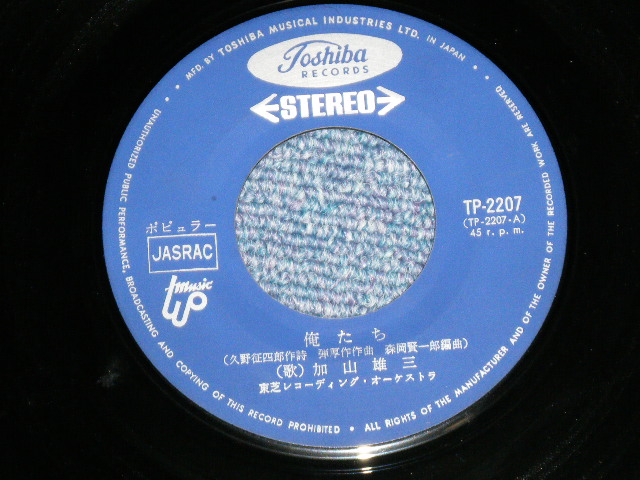 MFD. BY TOSHIBA MUSICAL INDUSTRIES LTD. IN JAPAN
Toshiba
RECORDS
STEREO
TP-2207
(TP-2207-A)
45 r.p.m.
ポピュラー
JASRAC
music
俺たち
(久野征四郎作詩 弾厚作作曲 森岡賢一郎編曲)
(歌)加山雄三
東芝レコーディング・オーケストラ
UNAUTHORIZED PUBLIC PERFORMANCE, BROADCASTING AND COPYING OF THIS RECORD PROHIBITED • ALL RIGHTS OF THE MANUFACTURER AND OF THE OWNER OF THE RECORDED WORK ARE RESERVED